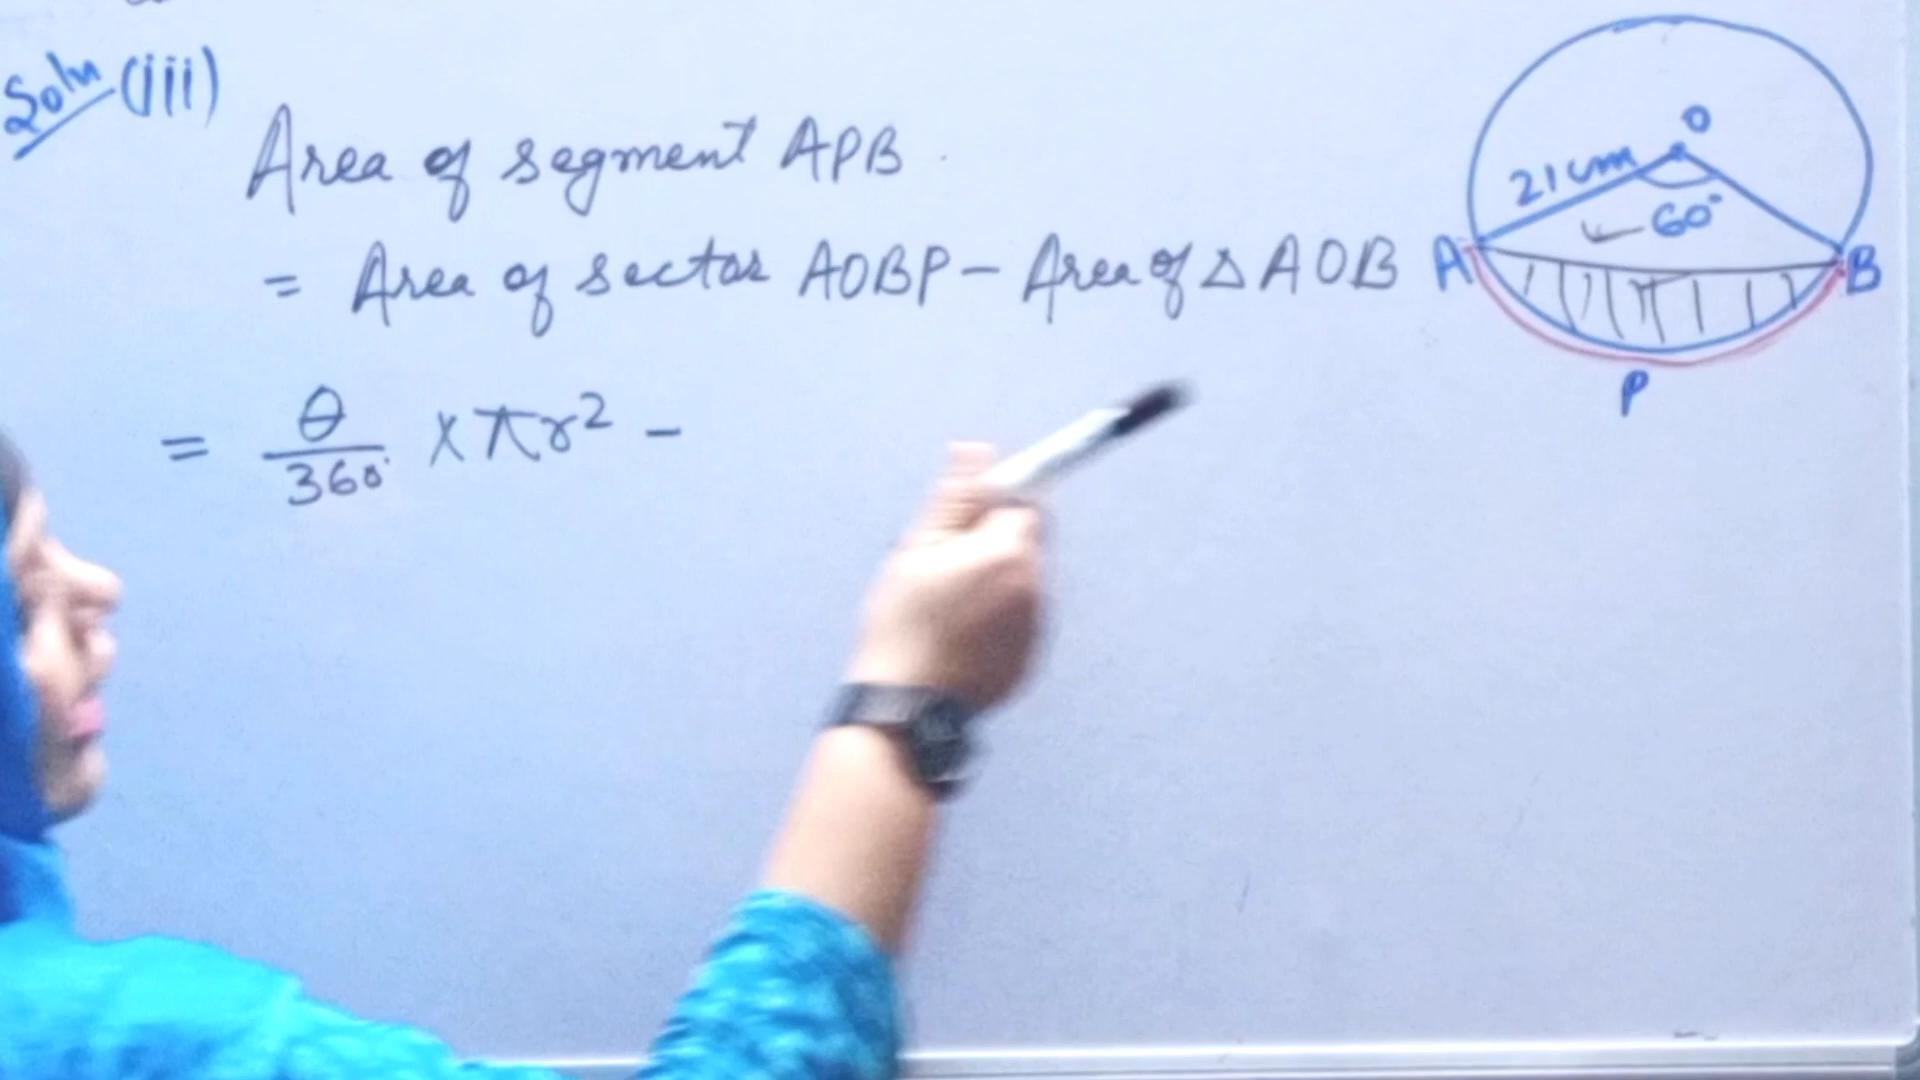 Soln (iii)
Area of segment APB
= Area of sector AOBP - Area of Δ AOB
= θ/360° × πr² -
O
21cm
60°
A
B
P